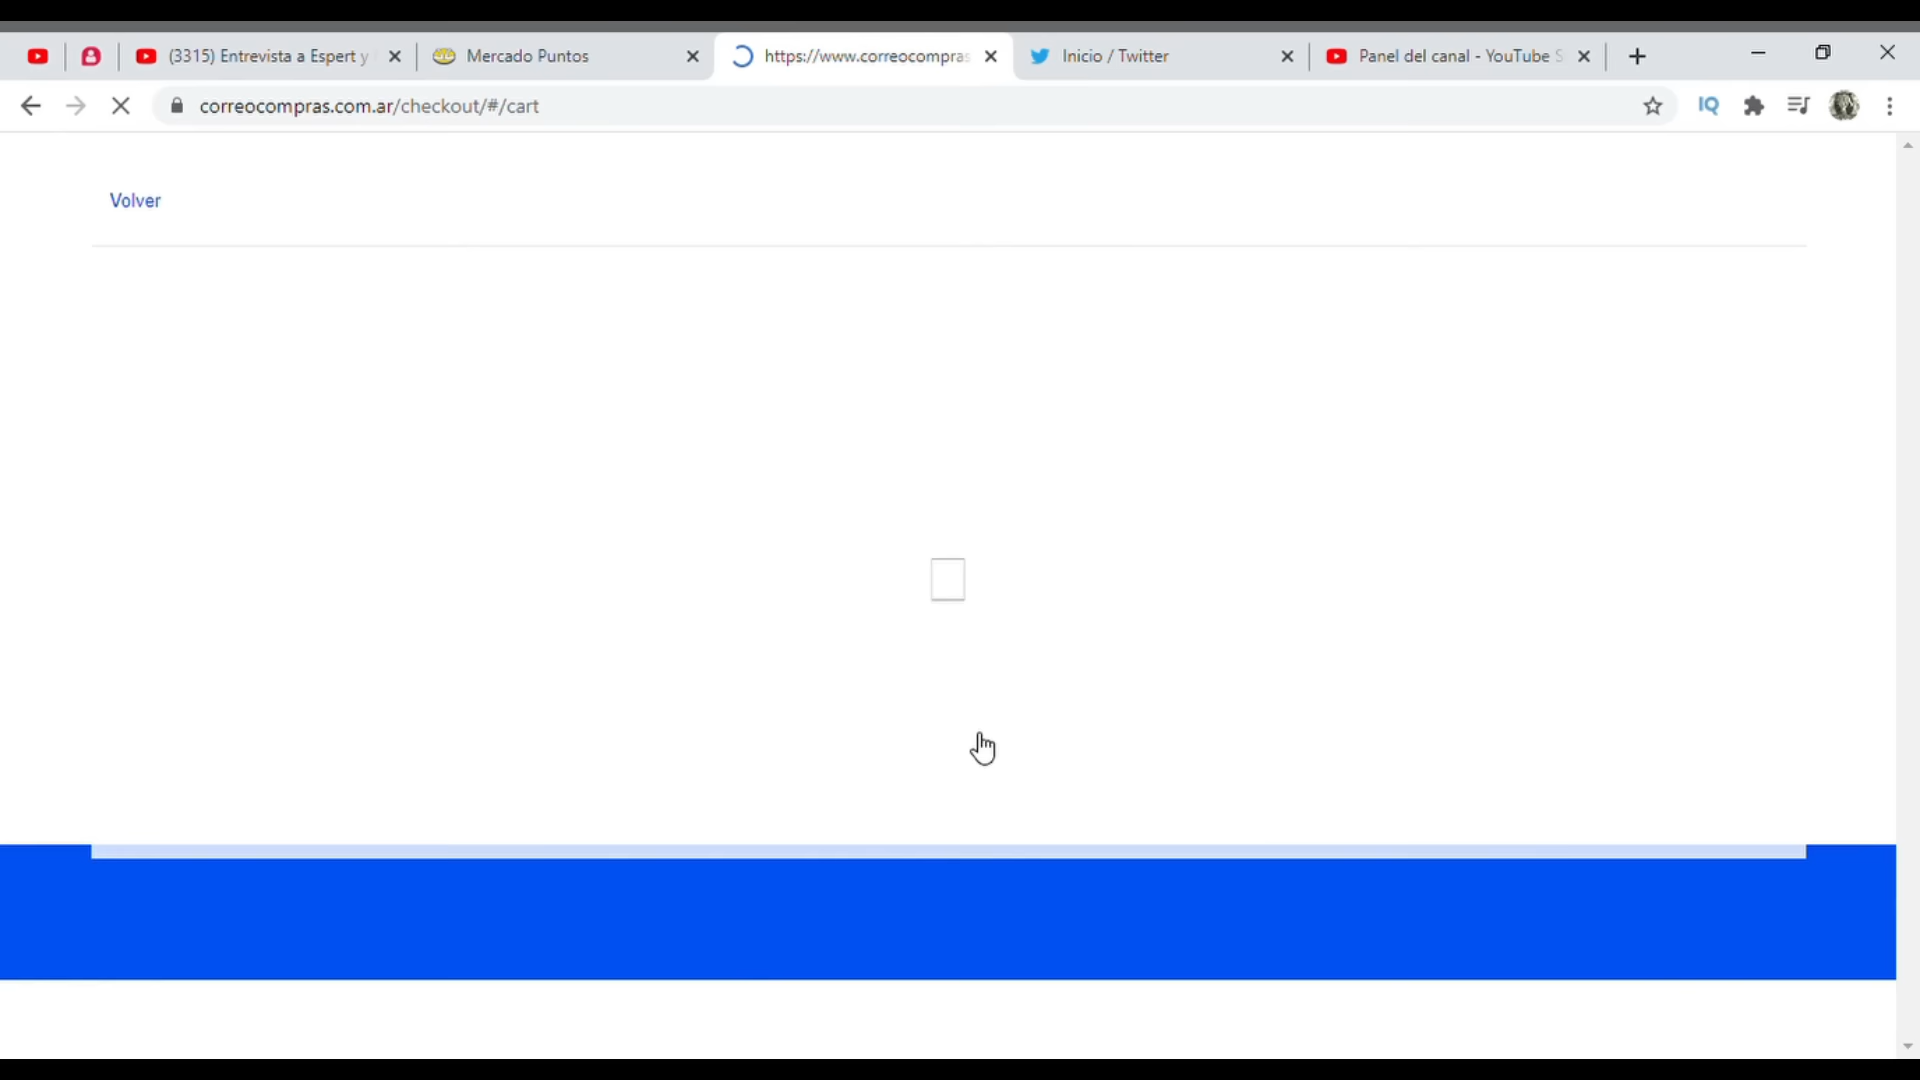 (3315) Entrevista a Espert y
Mercado Puntos
https://www.correocompras
Inicio / Twitter
Panel del canal - YouTube S
correocompras.com.ar/checkout/#/cart
IQ
Volver